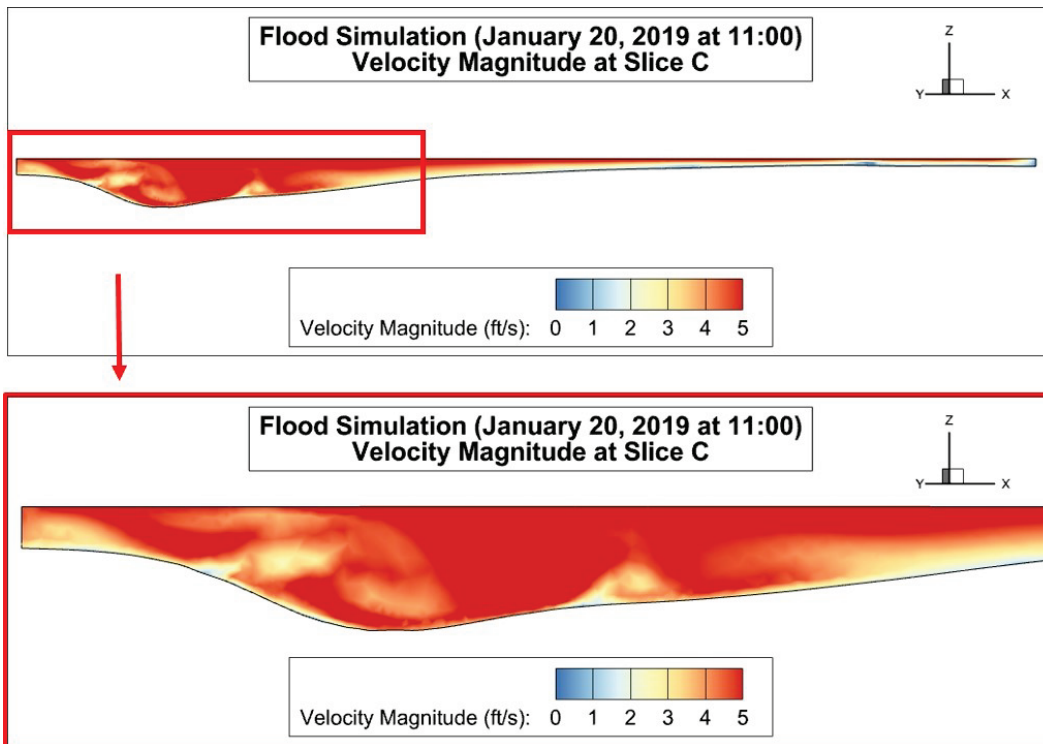 Flood Simulation (January 20, 2019 at 11:00)
Velocity Magnitude at Slice C
Z
Y X
Velocity Magnitude (ft/s): 0 1 2 3 4 5
Flood Simulation (January 20, 2019 at 11:00)
Velocity Magnitude at Slice C
Z
Y X
Velocity Magnitude (ft/s): 0 1 2 3 4 5